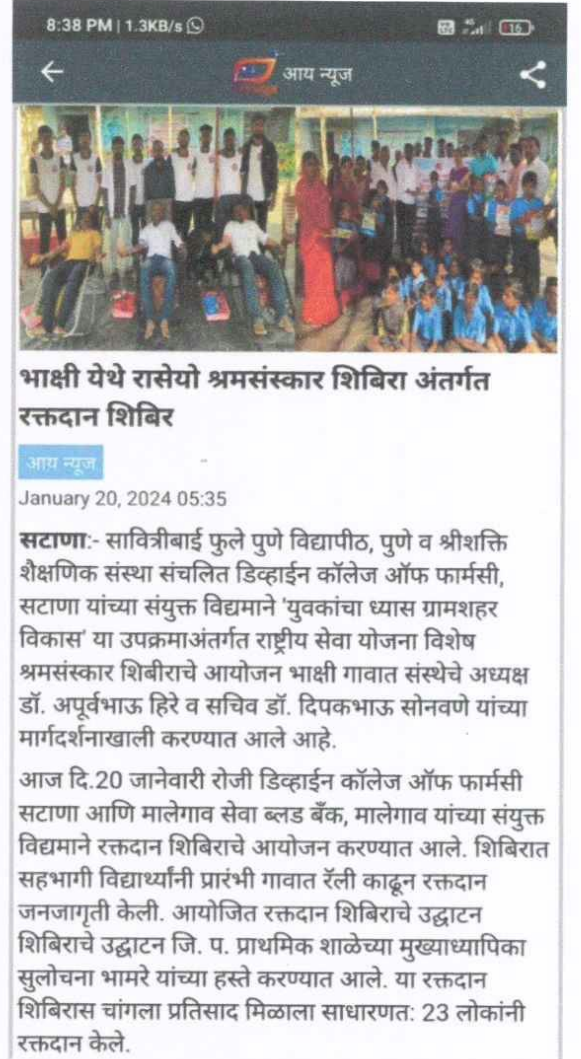 8:38 PM | 1.3KB/s
4G
16
आय न्यूज
भाक्षी येथे रासेयो श्रमसंस्कार शिबिरा अंतर्गत
रक्तदान शिबिर
आय न्यूज
January 20, 2024 05:35
सटाणा:- सावित्रीबाई फुले पुणे विद्यापीठ, पुणे व श्रीशक्ति
शैक्षणिक संस्था संचलित डिव्हाईन कॉलेज ऑफ फार्मसी,
सटाणा यांच्या संयुक्त विद्यमाने 'युवकांचा ध्यास ग्रामशहर
विकास' या उपक्रमाअंतर्गत राष्ट्रीय सेवा योजना विशेष
श्रमसंस्कार शिबीराचे आयोजन भाक्षी गावात संस्थेचे अध्यक्ष
डॉ. अपूर्वभाऊ हिरे व सचिव डॉ. दिपकभाऊ सोनवणे यांच्या
मार्गदर्शनाखाली करण्यात आले आहे.
आज दि.20 जानेवारी रोजी डिव्हाईन कॉलेज ऑफ फार्मसी
सटाणा आणि मालेगाव सेवा ब्लड बँक, मालेगाव यांच्या संयुक्त
विद्यमाने रक्तदान शिबिराचे आयोजन करण्यात आले. शिबिरात
सहभागी विद्यार्थ्यांनी प्रारंभी गावात रॅली काढून रक्तदान
जनजागृती केली. आयोजित रक्तदान शिबिराचे उद्घाटन
शिबिराचे उद्घाटन जि. प. प्राथमिक शाळेच्या मुख्याध्यापिका
सुलोचना भामरे यांच्या हस्ते करण्यात आले. या रक्तदान
शिबिरास चांगला प्रतिसाद मिळाला साधारणत: 23 लोकांनी
रक्तदान केले.